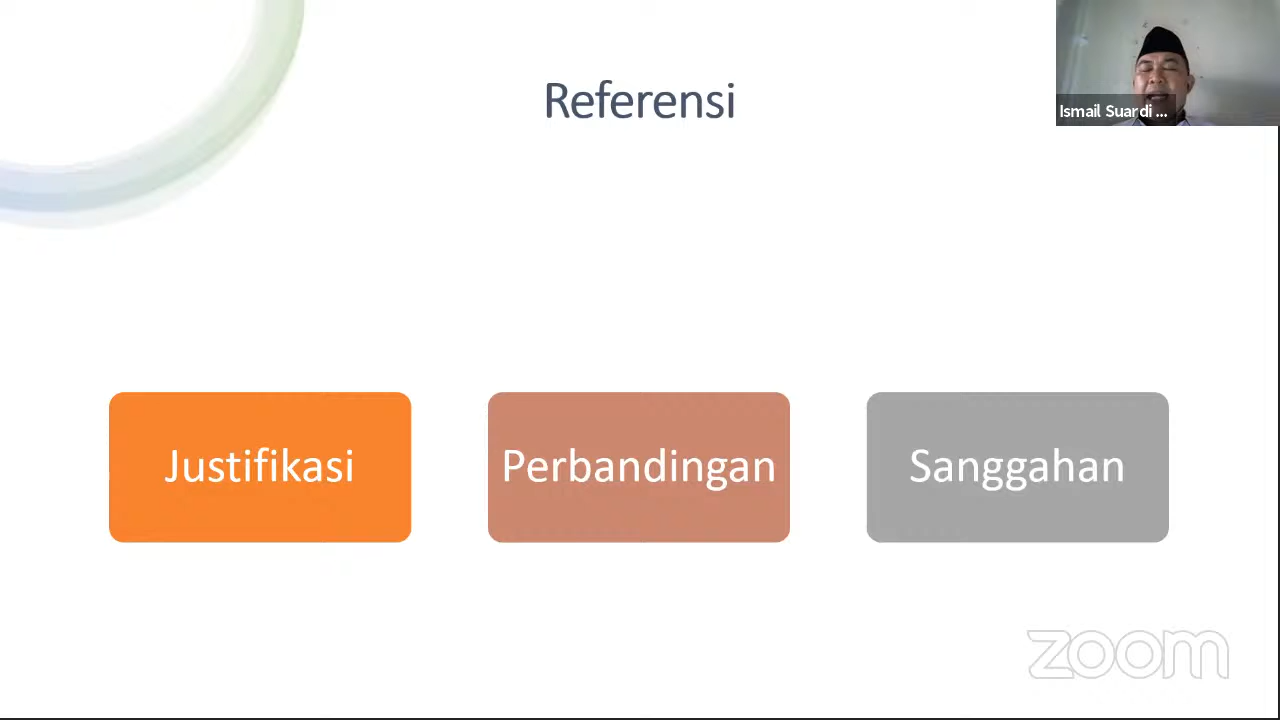 Referensi
Ismail Suardi ...
Justifikasi
Perbandingan
Sanggahan
zoom